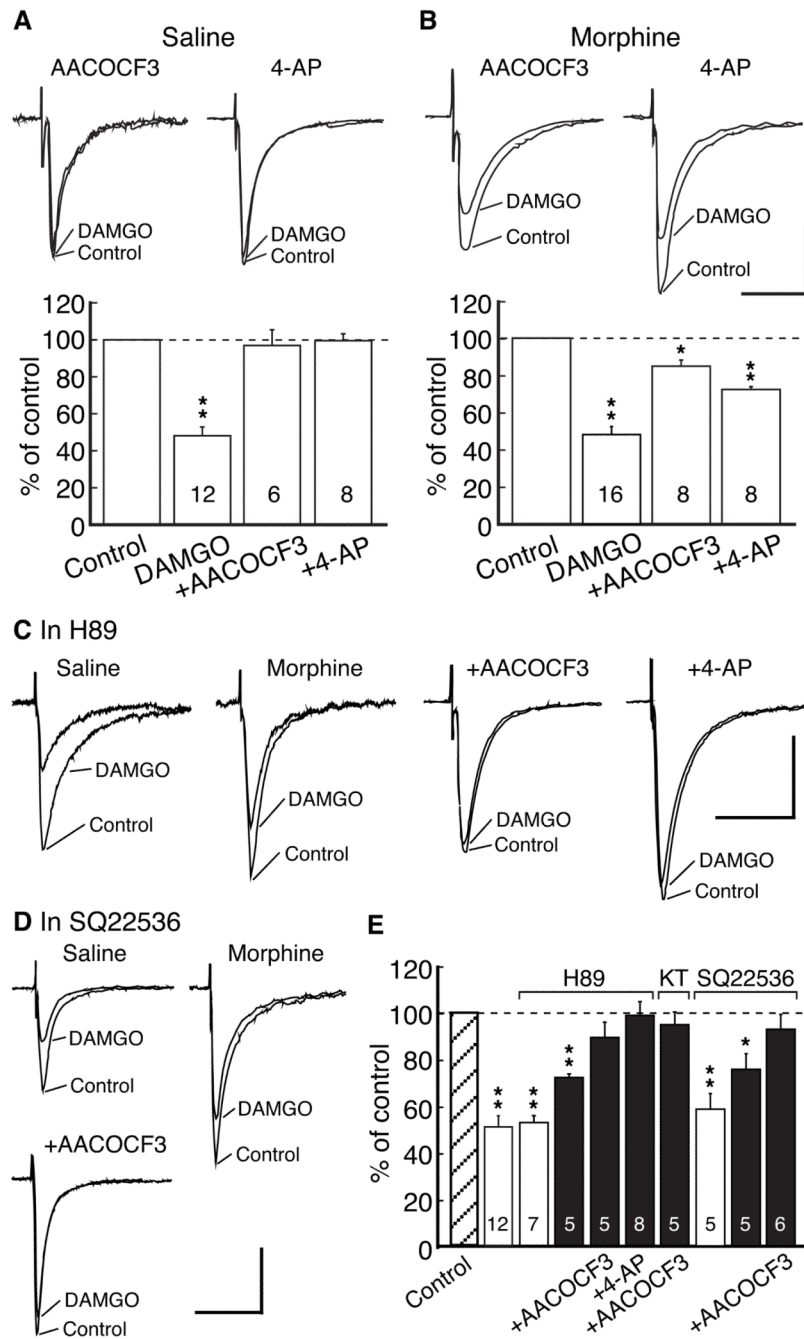 A
Saline
AACOCF3 4-AP
DAMGO
Control
DAMGO
Control
120
100
80
60
40
20
0
% of control
**
12 6 8
Control
DAMGO
+AACOCF3
+4-AP
B
Morphine
AACOCF3 4-AP
DAMGO
Control
DAMGO
Control
120
100
80
60
40
20
0
% of control
** * **
16 8 8
Control
DAMGO
+AACOCF3
+4-AP
C In H89
Saline Morphine +AACOCF3 +4-AP
DAMGO
Control
DAMGO
Control
DAMGO
Control
DAMGO
Control
D In SQ22536
Saline Morphine
DAMGO
Control
DAMGO
Control
+AACOCF3
DAMGO
Control
E
H89 KT SQ22536
120
100
80
60
40
20
0
% of control
** ** ** ** *
12 7 5 5 8 5 5 5 6
Control
+AACOCF3
+4-AP
+AACOCF3
+AACOCF3